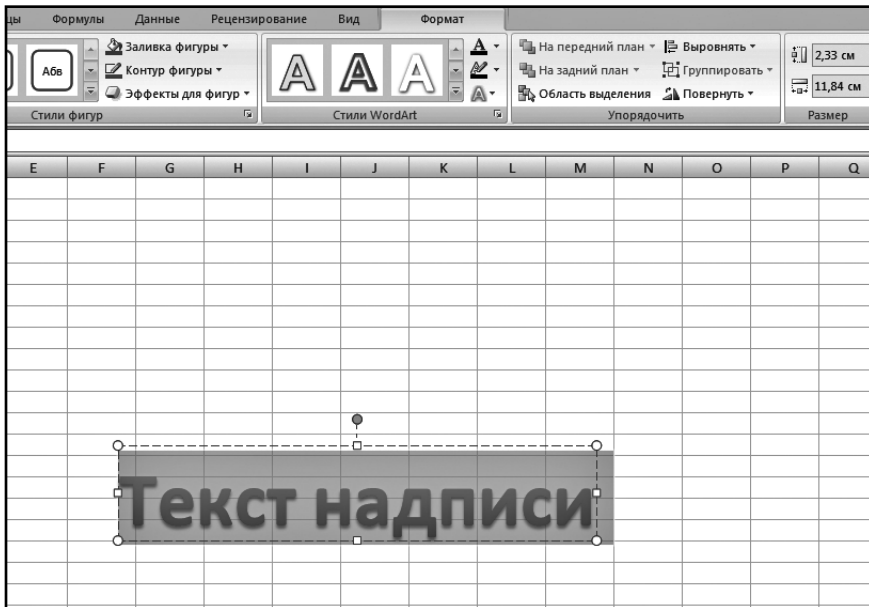 цы Формулы Данные Рецензирование Вид Формат
Абв
Заливка фигуры
Контур фигуры
Эффекты для фигур
Стили фигур
A A A A
A
Стили WordArt
На передний план
На задний план
Область выделения
Выровнять
Группировать
Повернуть
Упорядочить
2,33 см
11,84 см
Размер
E F G H I J K L M N O P Q
Текст надписи